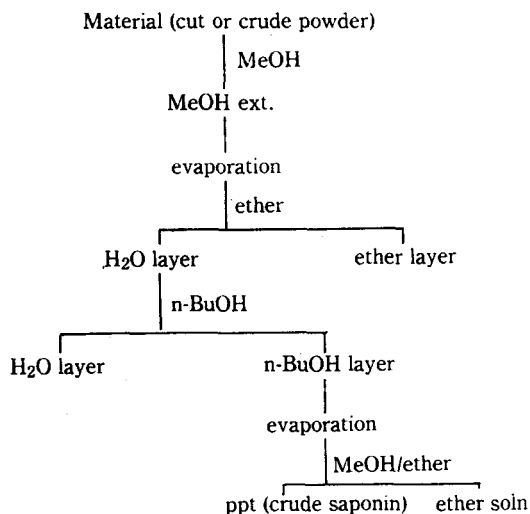 Material (cut or crude powder)
MeOH
MeOH ext.
evaporation
ether
H₂O layer
ether layer
n-BuOH
H₂O layer
n-BuOH layer
evaporation
MeOH/ether
ppt (crude saponin)
ether soln